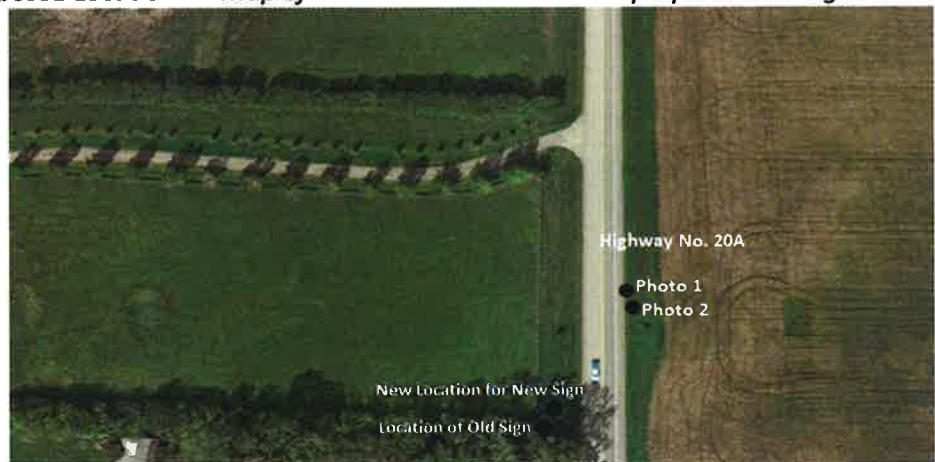 Highway No. 20A
Photo 1
Photo 2
New Location for New Sign
Location of Old Sign